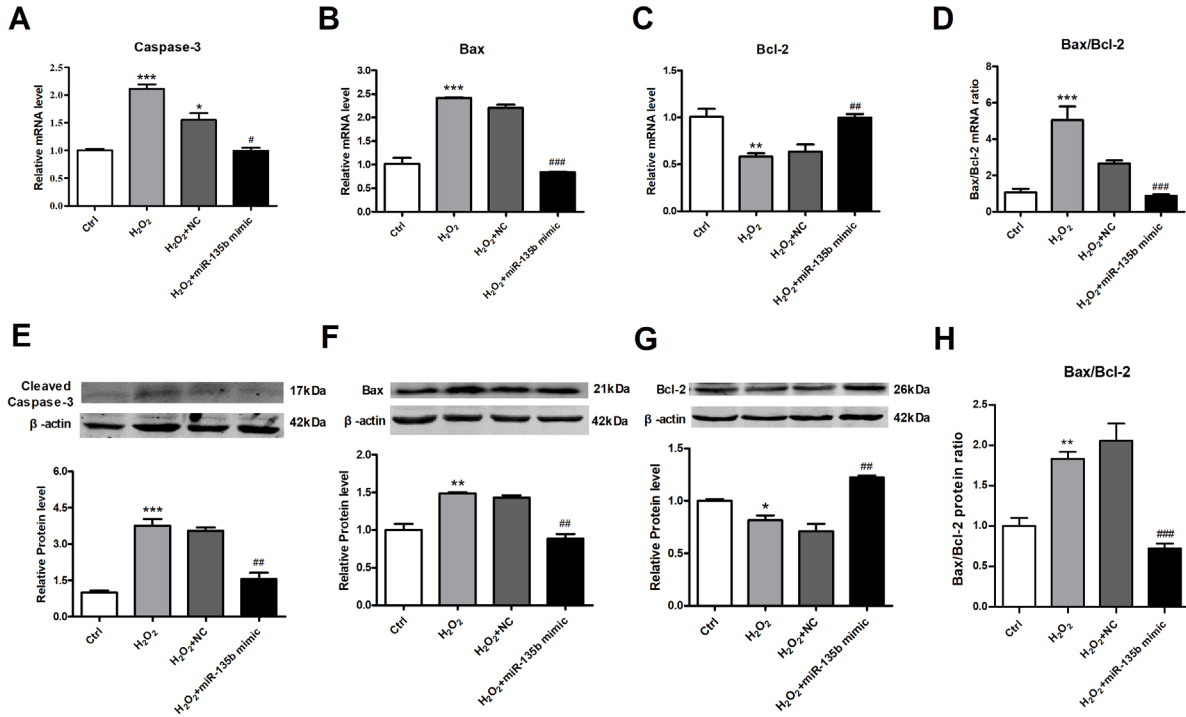 A
Caspase-3
Relative mRNA level
2.5
2.0
1.5
1.0
0.5
0.0
***
*
#
Ctrl
H₂O₂
H₂O₂+NC
H₂O₂+miR-135b mimic
B
Bax
Relative mRNA level
3.0
2.5
2.0
1.5
1.0
0.5
0.0
***
###
Ctrl
H₂O₂
H₂O₂+NC
H₂O₂+miR-135b mimic
C
Bcl-2
Relative mRNA level
1.5
1.0
0.5
0.0
**
##
Ctrl
H₂O₂
H₂O₂+NC
H₂O₂+miR-135b mimic
D
Bax/Bcl-2
Bax/Bcl-2 mRNA ratio
8
6
4
2
0
***
###
Ctrl
H₂O₂
H₂O₂+NC
H₂O₂+miR-135b mimic
E
Cleaved
Caspase-3
17kDa
β -actin
42kDa
Relative Protein level
6.0
4.5
3.0
1.5
0.0
***
##
Ctrl
H₂O₂
H₂O₂+NC
H₂O₂+miR-135b mimic
F
Bax
21kDa
β -actin
42kDa
Relative Protein level
2.0
1.5
1.0
0.5
0.0
**
##
Ctrl
H₂O₂
H₂O₂+NC
H₂O₂+miR-135b mimic
G
Bcl-2
26kDa
β -actin
42kDa
Relative Protein level
1.5
1.0
0.5
0.0
*
##
Ctrl
H₂O₂
H₂O₂+NC
H₂O₂+miR-135b mimic
H
Bax/Bcl-2
Bax/Bcl-2 protein ratio
2.5
2.0
1.5
1.0
0.5
0.0
**
###
Ctrl
H₂O₂
H₂O₂+NC
H₂O₂+miR-135b mimic